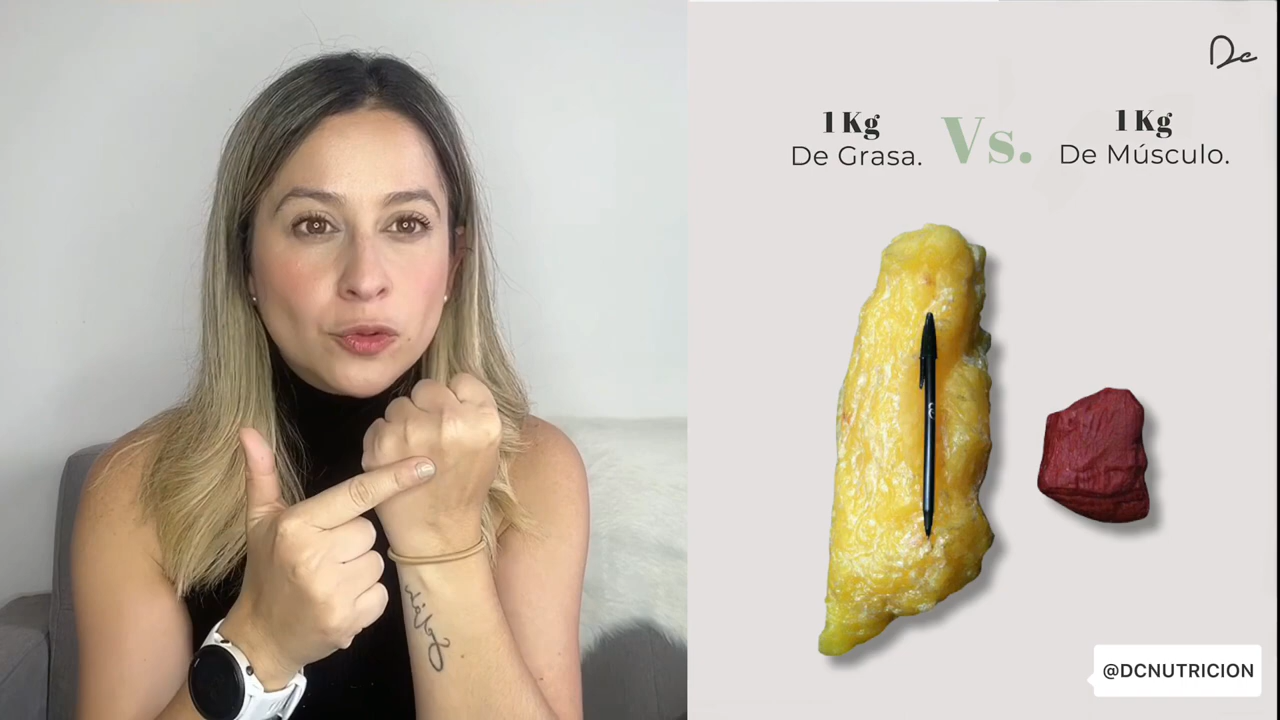 Dc
1 Kg
De Grasa.
Vs.
1 Kg
De Músculo.
@DCNUTRICION